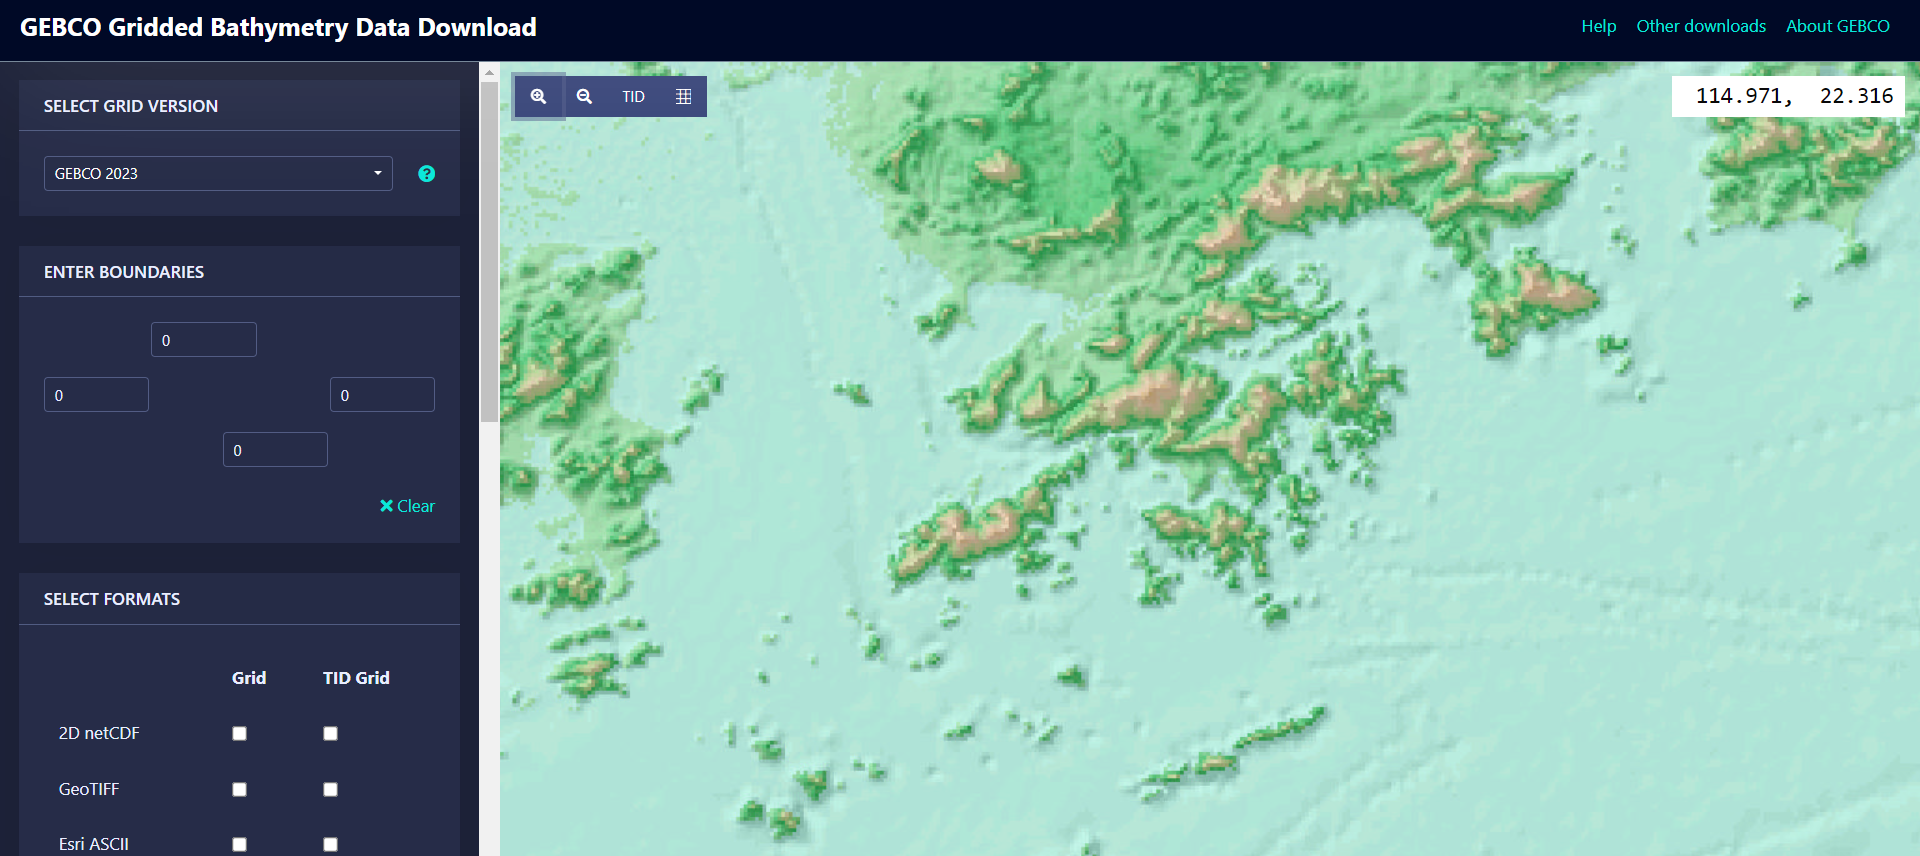 GEBCO Gridded Bathymetry Data Download
Help Other downloads About GEBCO
SELECT GRID VERSION
GEBCO 2023
ENTER BOUNDARIES
0
0 0
0
Clear
SELECT FORMATS
Grid TID Grid
2D netCDF
GeoTIFF
Esri ASCII
TID
114.971, 22.316